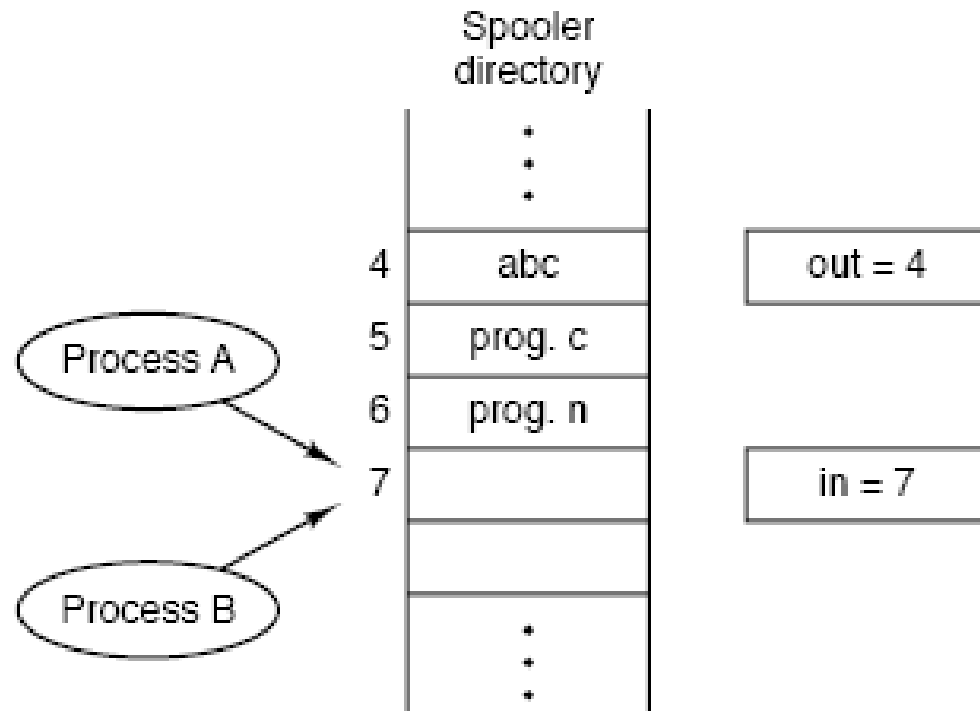 Spooler
directory
4
abc
out = 4
5
prog. c
Process A
6
prog. n
7
in = 7
Process B